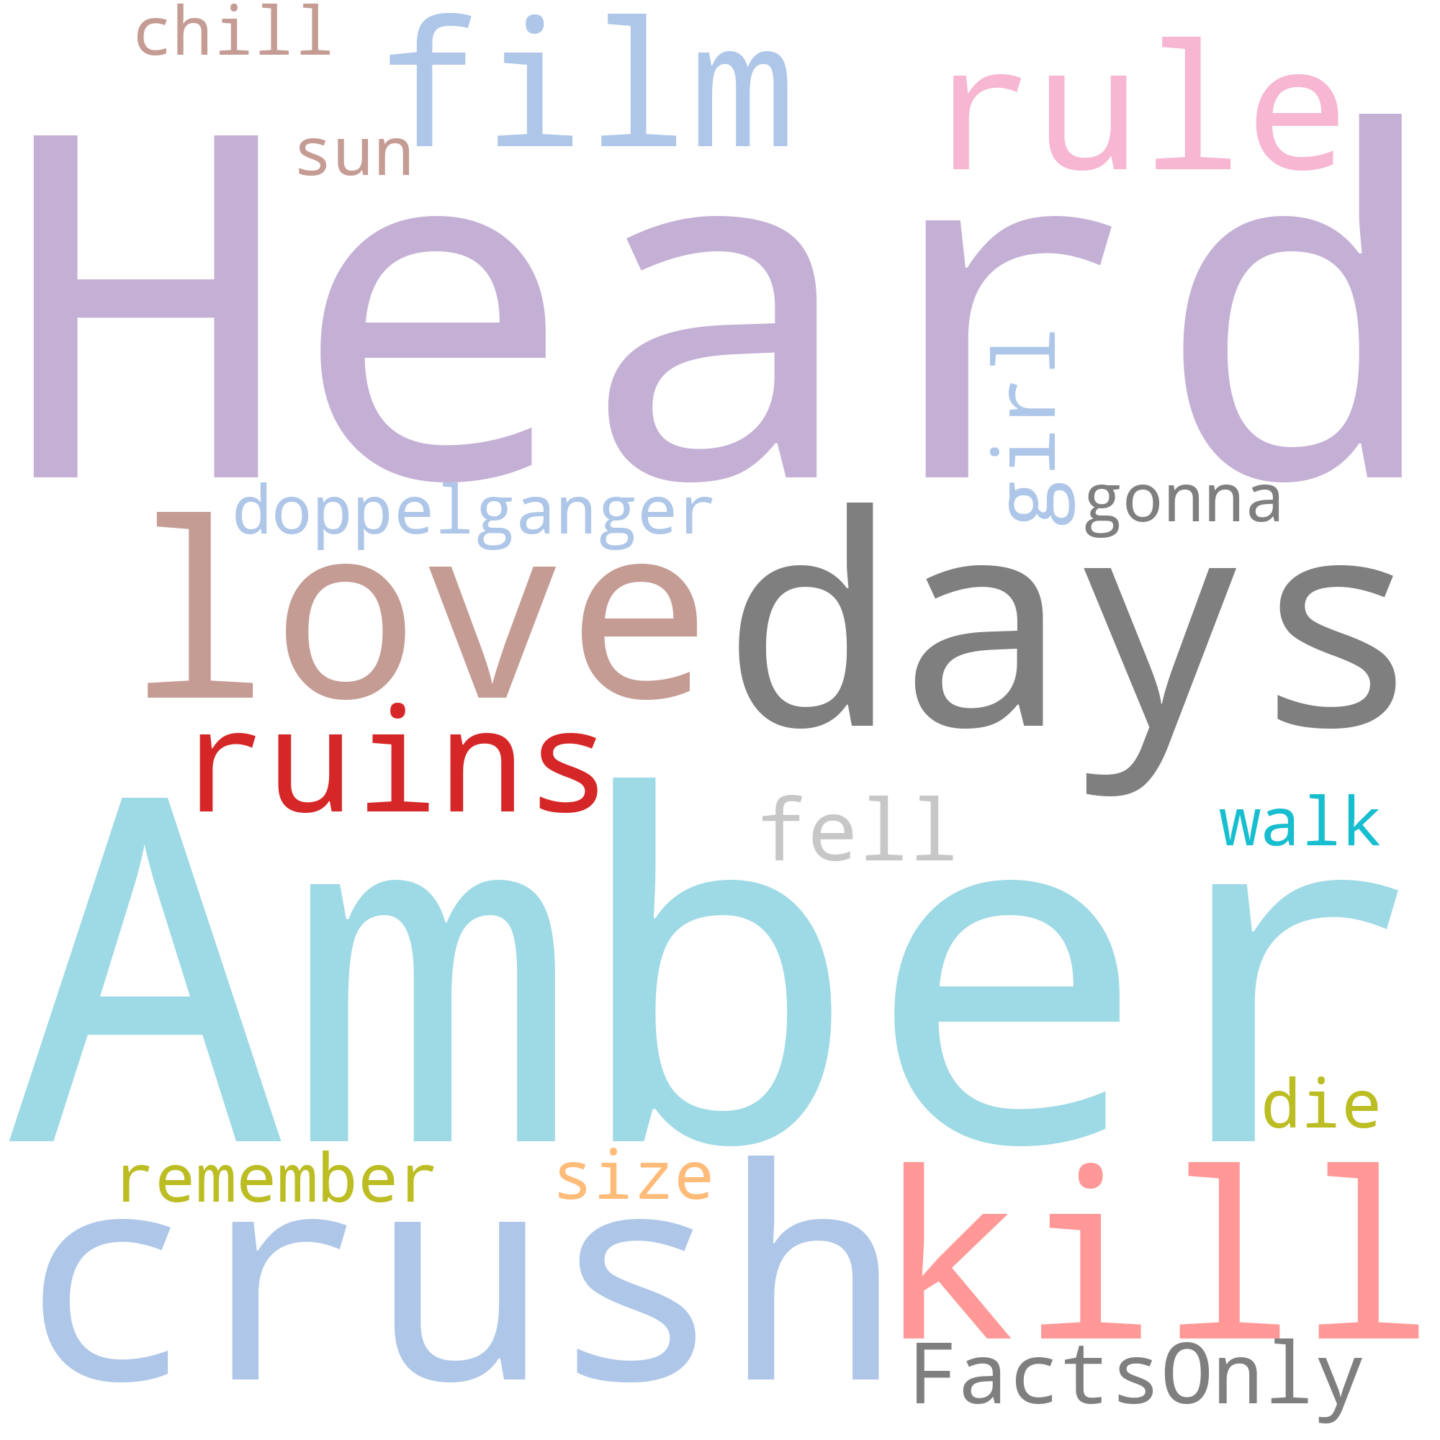 chill
film
rule
sun
Heard
girl
doppelganger
gonna
love
days
ruins
fell
walk
Amber
die
remember
size
crush
kill
FactsOnly